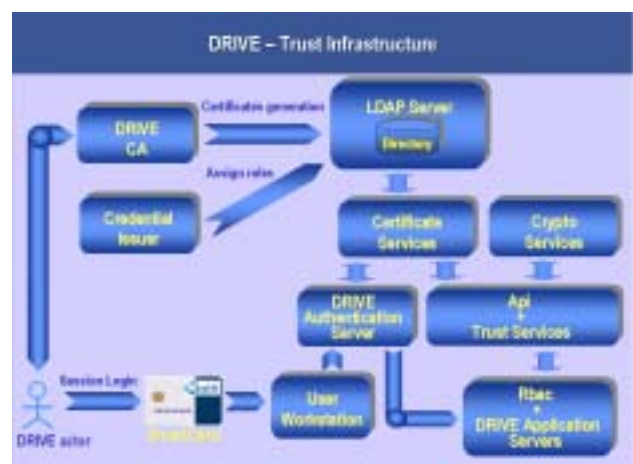 DRIVE – Trust Infrastructure
Certificates generation
LDAP Server
Directory
DRIVE
CA
Assign roles
Credential
Issuer
Certificate
Services
Crypto
Services
DRIVE
Authentication
Server
Api
+
Trust Services
Session Login
User
Workstation
Rbac
+
DRIVE Application
Servers
DRIVE actor
Smartcard